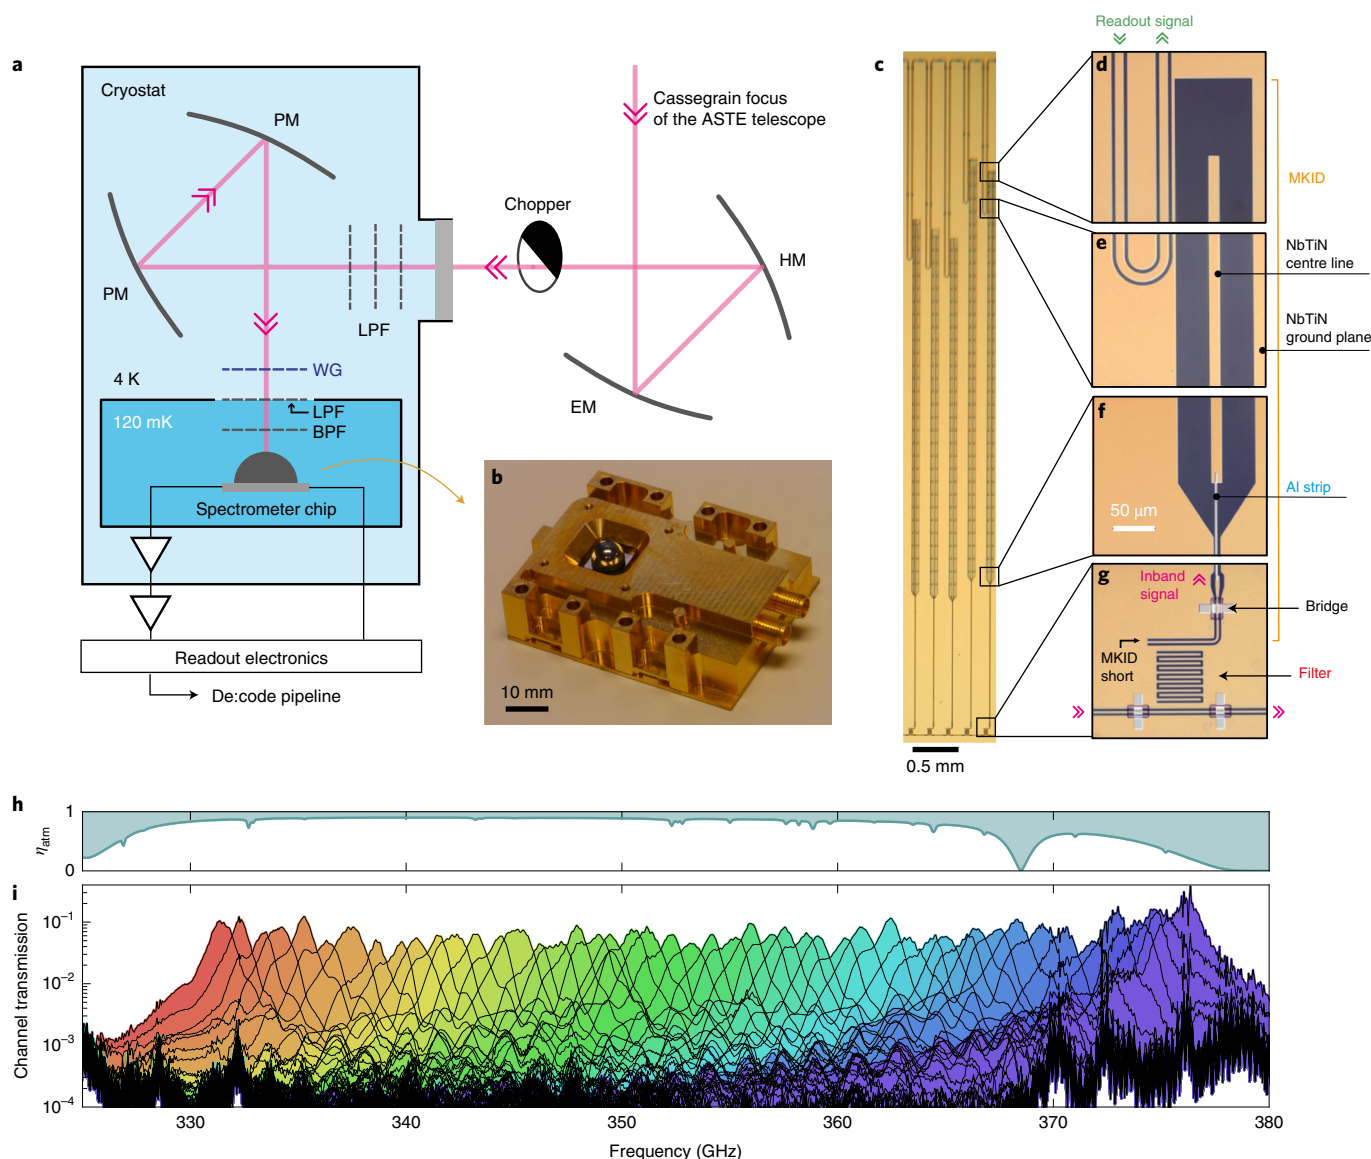 a
Cryostat
PM
PM
LPF
WG
4 K
LPF
BPF
120 mK
Spectrometer chip
Readout electronics
De:code pipeline
Cassegrain focus
of the ASTE telescope
Chopper
HM
EM
b
10 mm
c
0.5 mm
Readout signal
d
MKID
e
NbTiN
centre line
NbTiN
ground plane
f
Al strip
50 μm
g
Inband
signal
Bridge
MKID
short
Filter
h
1
η_atm
0
i
Channel transmission
10⁻¹
10⁻²
10⁻³
10⁻⁴
330
340
350
360
370
380
Frequency (GHz)